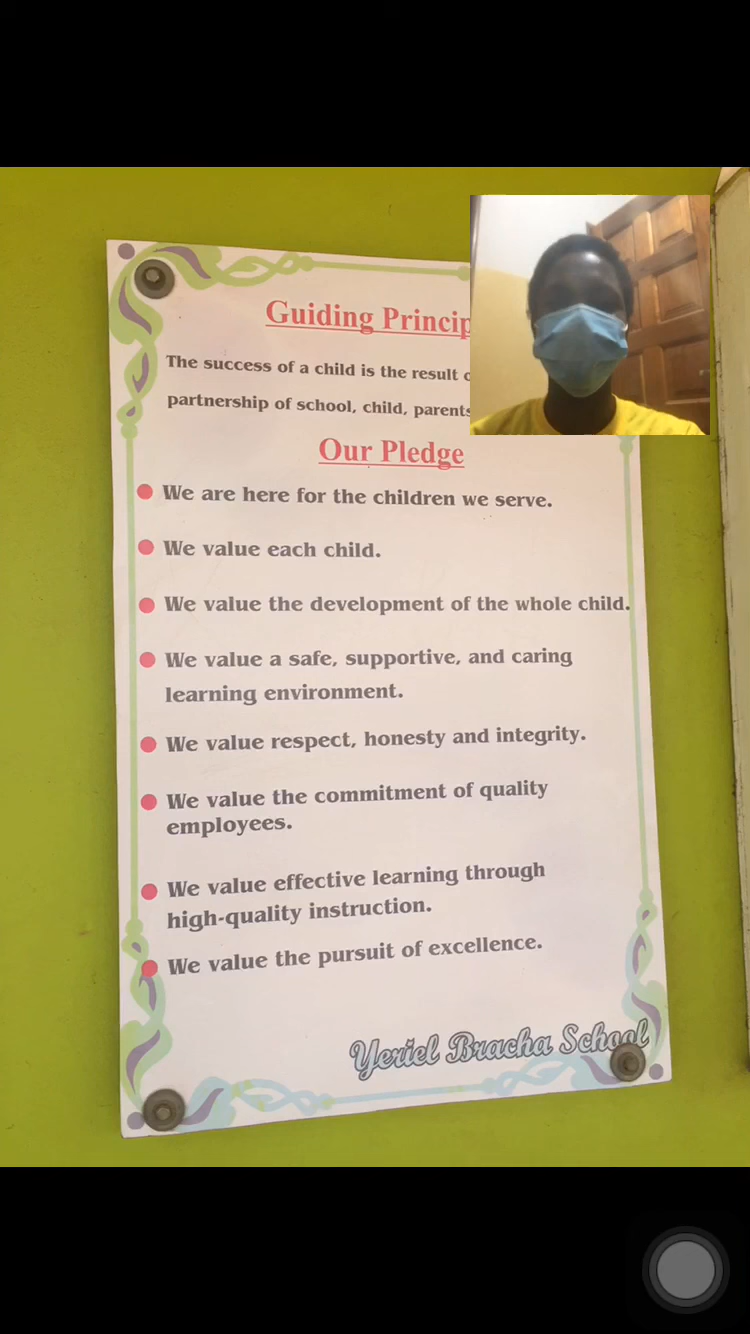 Guiding Princip
The success of a child is the result
partnership of school, child, parents
Our Pledge
We are here for the children we serve.
We value each child.
We value the development of the whole child.
We value a safe, supportive, and caring
learning environment.
We value respect, honesty and integrity.
We value the commitment of quality
employees.
We value effective learning through
high-quality instruction.
We value the pursuit of excellence.
Yeriel Bracha School